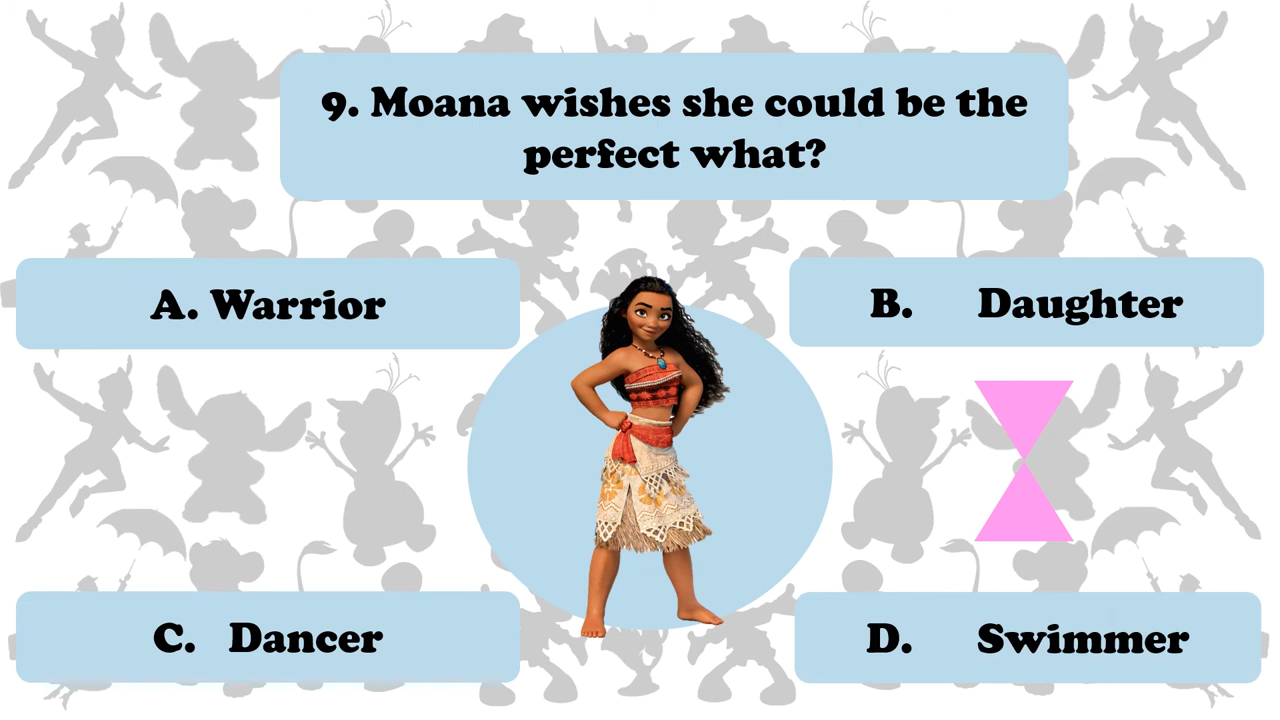 9. Moana wishes she could be the
perfect what?
A. Warrior
B. Daughter
C. Dancer
D. Swimmer